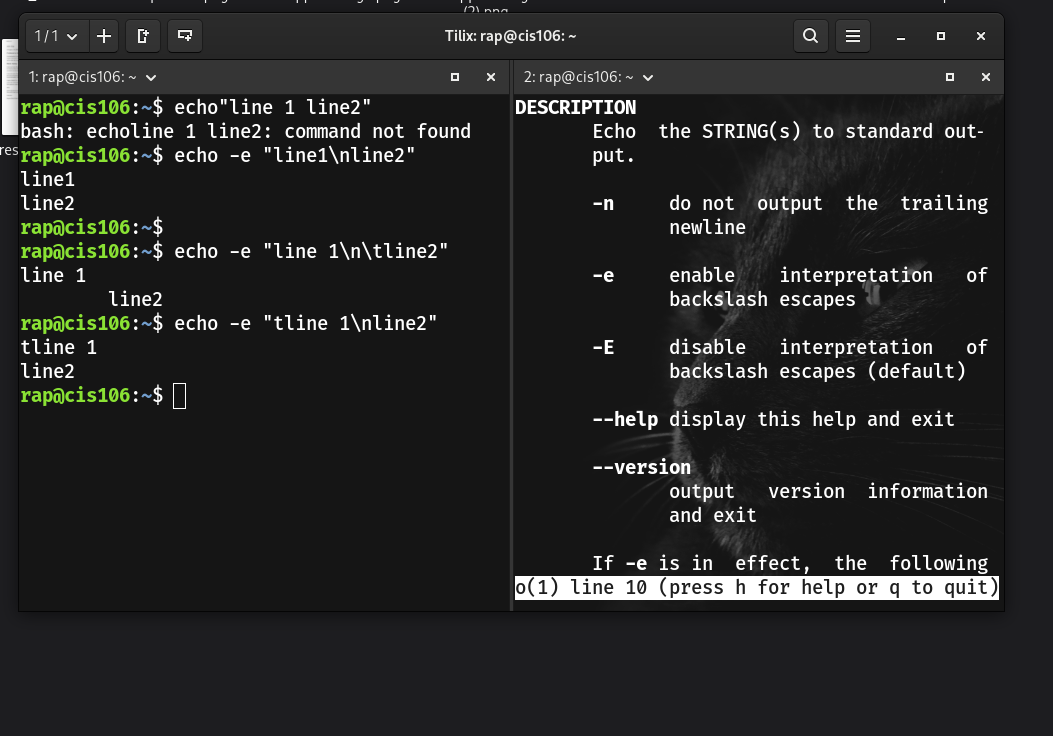 (2).png
1 / 1
Tilix: rap@cis106: ~
1: rap@cis106: ~
rap@cis106:~$ echo"line 1 line2"
bash: echoline 1 line2: command not found
rap@cis106:~$ echo -e "line1\nline2"
line1
line2
rap@cis106:~$
rap@cis106:~$ echo -e "line 1\n\tline2"
line 1
        line2
rap@cis106:~$ echo -e "tline 1\nline2"
tline 1
line2
rap@cis106:~$
2: rap@cis106: ~
DESCRIPTION
       Echo  the STRING(s) to standard out-
       put.
       -n     do not  output  the  trailing
              newline
       -e     enable    interpretation   of
              backslash escapes
       -E     disable   interpretation   of
              backslash escapes (default)
       --help display this help and exit
       --version
              output   version  information
              and exit
       If -e is in  effect,  the  following
o(1) line 10 (press h for help or q to quit)
res